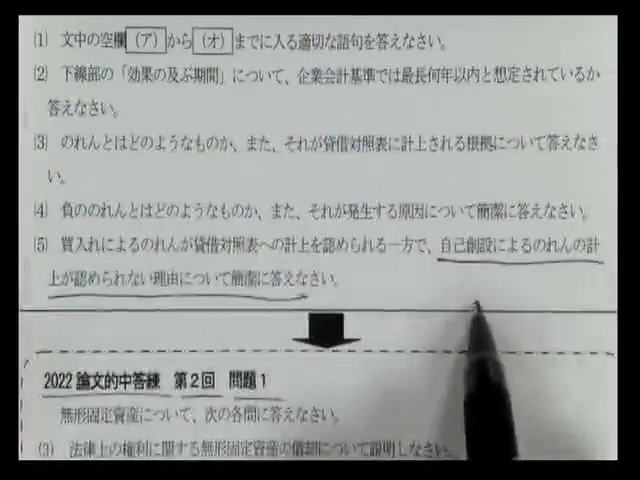 (1) 文中の空欄(ア)から(オ)までに入る適切な語句を答えなさい。
(2) 下線部の「効果の及ぶ期間」について、企業会計基準では最長何年以内と想定されているか
答えなさい。
(3) のれんとはどのようなものか、また、それが貸借対照表に計上される根拠について答えなさ
い。
(4) 負ののれんとはどのようなものか、また、それが発生する原因について簡潔に答えなさい。
(5) 買入れによるのれんが貸借対照表への計上を認められる一方で、自己創設によるのれんの計
上が認められない理由について簡潔に答えなさい。
2022 論文的中答練 第2回 問題1
無形固定資産について、次の各問に答えなさい。
(3) 法律上の権利に関する無形固定資産の償却について説明しなさい。